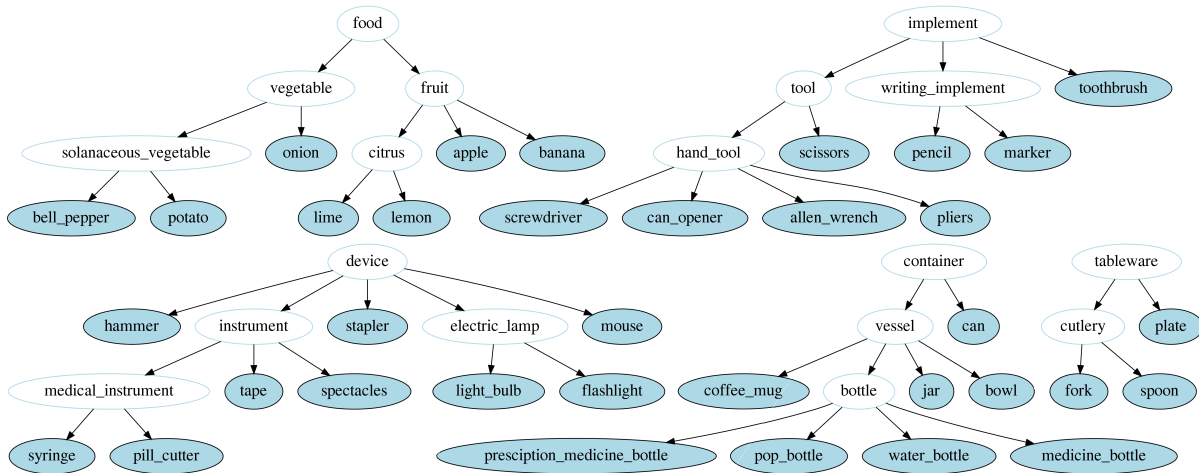 food
implement
vegetable
fruit
tool
writing_implement
toothbrush
solanaceous_vegetable
onion
citrus
apple
banana
hand_tool
scissors
pencil
marker
bell_pepper
potato
lime
lemon
screwdriver
can_opener
allen_wrench
pliers
device
container
tableware
hammer
instrument
stapler
electric_lamp
mouse
vessel
can
cutlery
plate
medical_instrument
tape
spectacles
light_bulb
flashlight
coffee_mug
bottle
jar
bowl
fork
spoon
syringe
pill_cutter
presciption_medicine_bottle
pop_bottle
water_bottle
medicine_bottle